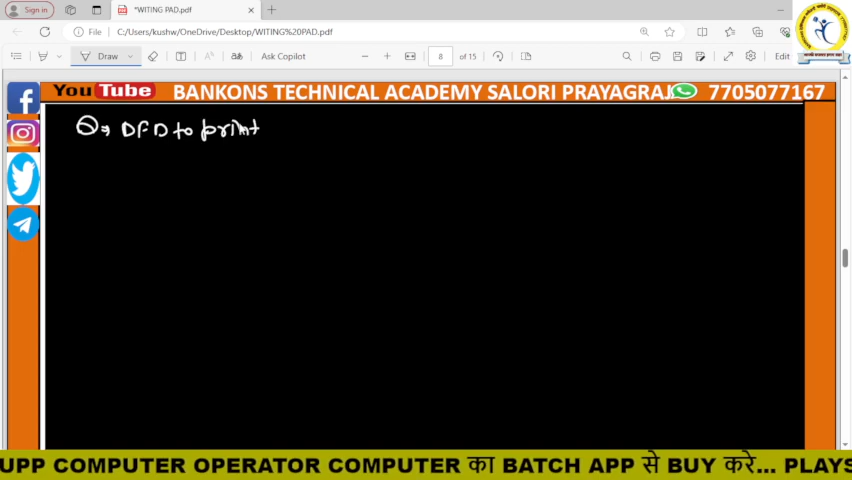 Sign in
*WITING PAD.pdf
File
C:/Users/kushw/OneDrive/Desktop/WITING%20PAD.pdf
Draw
Ask Copilot
8
of 15
Edit
YouTube BANKONS TECHNICAL ACADEMY SALORI PRAYAGRAJ 7705077167
Q⇒ DFD to print
UPP COMPUTER OPERATOR COMPUTER का BATCH APP से BUY करे... PLAYS